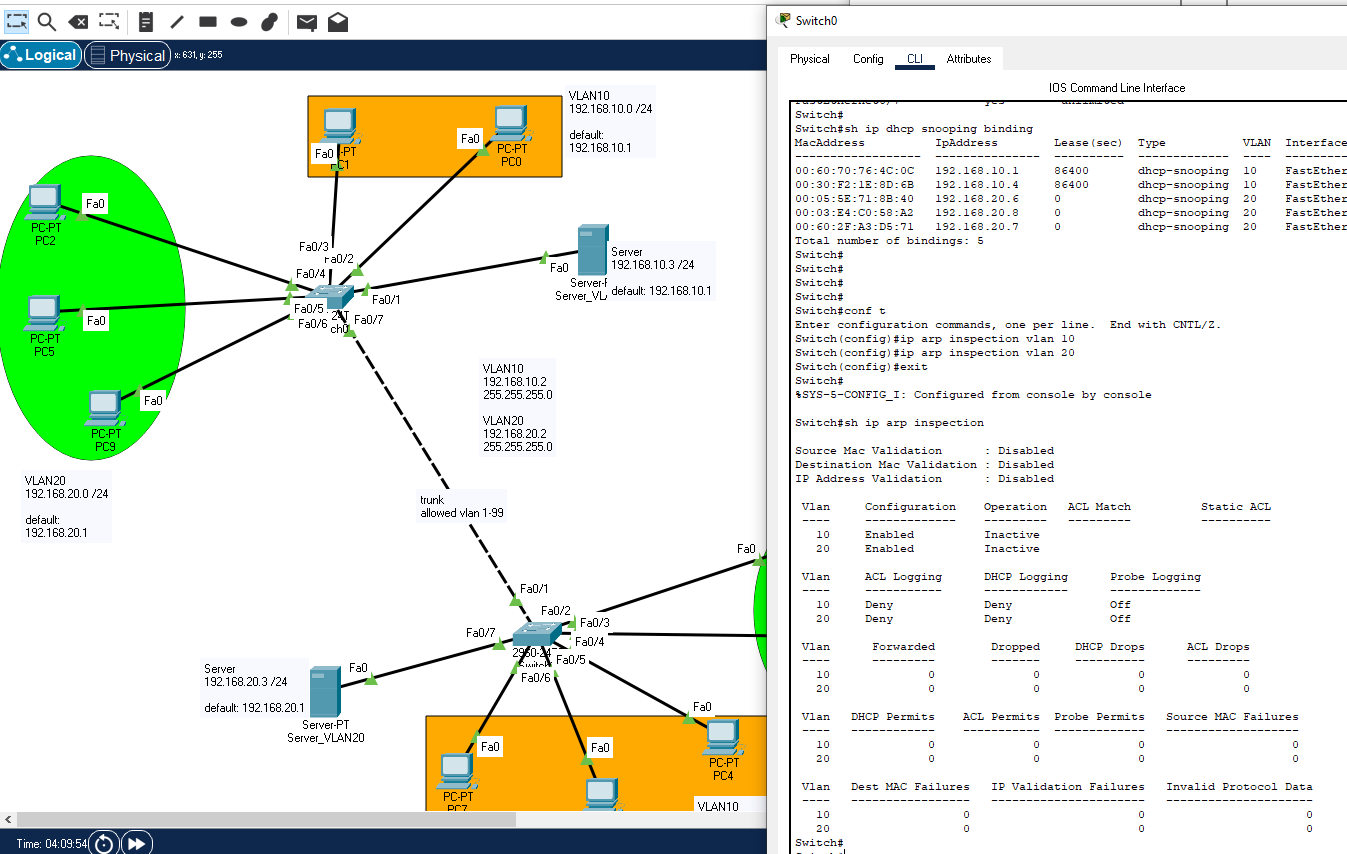 Logical
Physical
x: 631, y: 255
VLAN10
192.168.10.0 /24
default:
192.168.10.1
Fa0
PC-PT
PC0
Fa0
-PT
PC1
Fa0
PC-PT
PC2
Fa0
PC-PT
PC5
Fa0
PC-PT
PC9
VLAN20
192.168.20.0 /24
default:
192.168.20.1
Fa0/3
Fa0/2
Fa0/4
Fa0/1
Fa0/5
Fa0/6
Fa0/7
Fa0
Server
192.168.10.3 /24
default: 192.168.10.1
VLAN10
192.168.10.2
255.255.255.0
VLAN20
192.168.20.2
255.255.255.0
trunk
allowed vlan 1-99
Fa0
Fa0/1
Fa0/2
Fa0/3
Fa0/4
Fa0/5
Fa0/6
Fa0/7
Server
192.168.20.3 /24
default: 192.168.20.1
Fa0
Server-PT
Server_VLAN20
Fa0
PC-PT
PC7
Fa0
Fa0
PC-PT
PC4
VLAN10
Time: 04:09:54
Switch0
Physical Config CLI Attributes
IOS Command Line Interface
Switch#
Switch#sh ip dhcp snooping binding
MacAddress IpAddress Lease(sec) Type VLAN Interface
00:60:70:76:4C:0C 192.168.10.1 86400 dhcp-snooping 10 FastEther
00:30:F2:1E:8D:6B 192.168.10.4 86400 dhcp-snooping 10 FastEther
00:05:5E:71:8B:40 192.168.20.6 0 dhcp-snooping 20 FastEther
00:03:E4:C0:58:A2 192.168.20.8 0 dhcp-snooping 20 FastEther
00:60:2F:A3:D5:71 192.168.20.7 0 dhcp-snooping 20 FastEther
Total number of bindings: 5
Switch#
Switch#
Switch#
Switch#
Switch#conf t
Enter configuration commands, one per line. End with CNTL/Z.
Switch(config)#ip arp inspection vlan 10
Switch(config)#ip arp inspection vlan 20
Switch(config)#exit
Switch#
%SYS-5-CONFIG_I: Configured from console by console
Switch#sh ip arp inspection
Source Mac Validation : Disabled
Destination Mac Validation : Disabled
IP Address Validation : Disabled
Vlan Configuration Operation ACL Match Static ACL
---- ------------- --------- --------- ----------
10 Enabled Inactive
20 Enabled Inactive
Vlan ACL Logging DHCP Logging Probe Logging
---- ----------- ------------ -------------
10 Deny Deny Off
20 Deny Deny Off
Vlan Forwarded Dropped DHCP Drops ACL Drops
---- --------- ------- ---------- ---------
10 0 0 0 0
20 0 0 0 0
Vlan DHCP Permits ACL Permits Probe Permits Source MAC Failures
---- ------------ ----------- ------------- -------------------
10 0 0 0 0
20 0 0 0 0
Vlan Dest MAC Failures IP Validation Failures Invalid Protocol Data
---- ----------------- ---------------------- ---------------------
10 0 0 0
20 0 0 0
Switch#